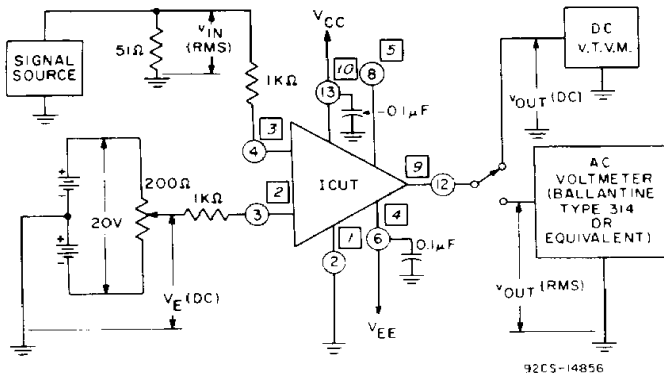 SIGNAL
SOURCE
51Ω
VIN
(RMS)
1KΩ
VCC
10
13
5
8
0.1µF
3
4
ICUT
9
12
DC
V.T.V.M.
VOUT (DC)
AC
VOLTMETER
(BALLANTINE
TYPE 314
OR
EQUIVALENT)
VOUT (RMS)
+
-
+
-
20V
200Ω
1KΩ
2
3
VE (DC)
1
2
4
6
0.1µF
VEE
92CS-14856